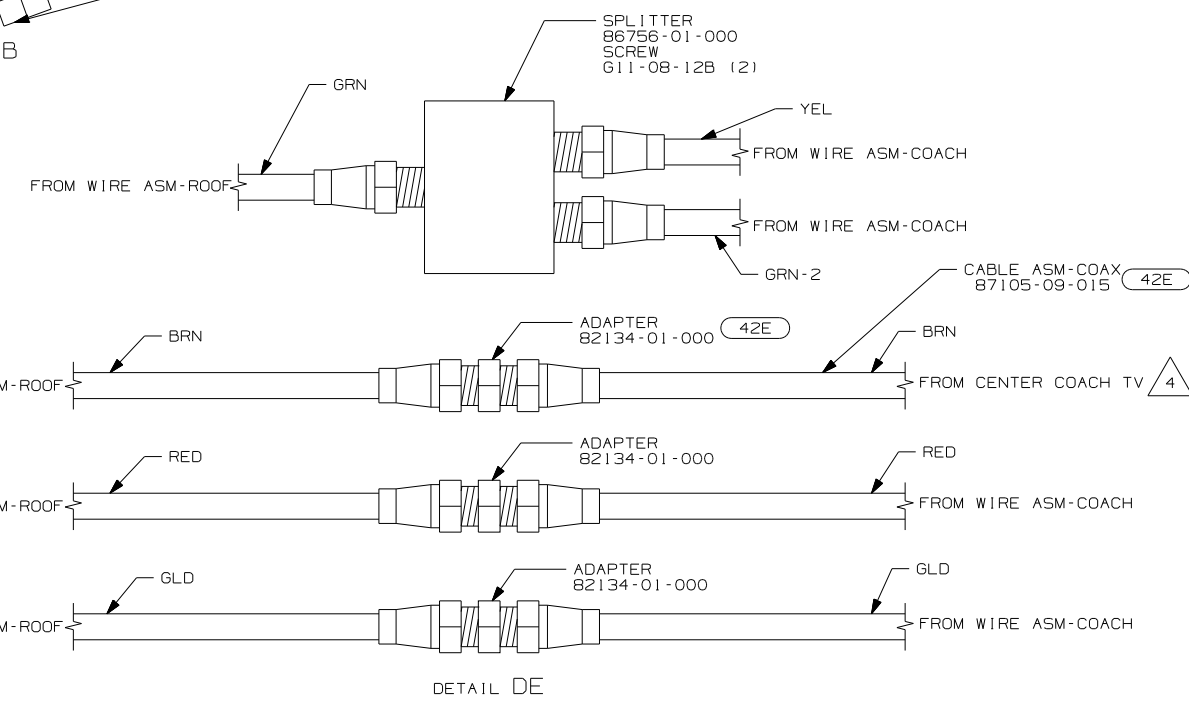 B
SPLITTER
86756-01-000
SCREW
G11-08-12B (2)
GRN
YEL
FROM WIRE ASM-COACH
FROM WIRE ASM-ROOF
FROM WIRE ASM-COACH
GRN-2
CABLE ASM-COAX
87105-09-015
42E
ADAPTER
82134-01-000
42E
BRN
BRN
M-ROOF
FROM CENTER COACH TV
4
ADAPTER
82134-01-000
RED
RED
M-ROOF
FROM WIRE ASM-COACH
ADAPTER
82134-01-000
GLD
GLD
M-ROOF
FROM WIRE ASM-COACH
DETAIL DE